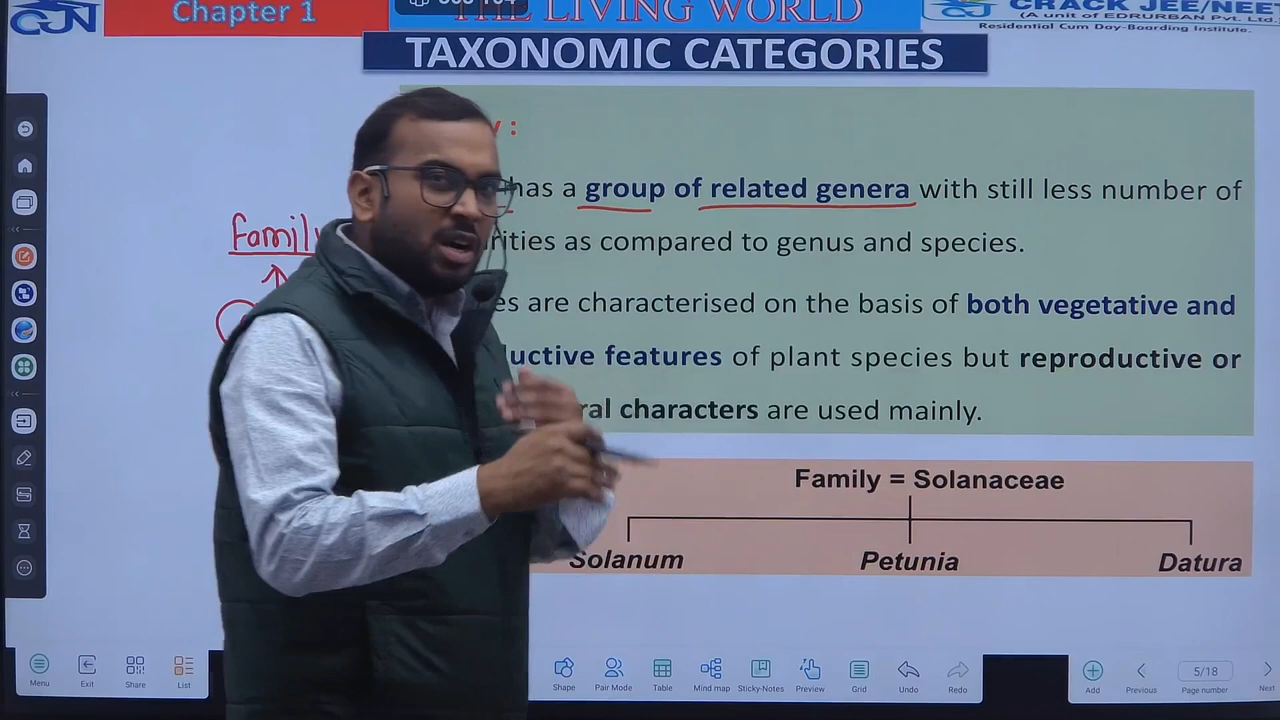 Chapter 1
THE LIVING WORLD
CRACK JEE/NEET
(A unit of EDRURBAN Pvt. Ltd.
Residential Cum Day-Boarding Institute.
TAXONOMIC CATEGORIES
has a group of related genera with still less number of
as compared to genus and species.
are characterised on the basis of both vegetative and
features of plant species but reproductive or
characters are used mainly.
Family
Family = Solanaceae
Solanum Petunia Datura
Menu Exit Share List Shape Pair Mode Table Mind map Sticky-Notes Preview Grid Undo Redo Add Previous 5/18 Page number Next